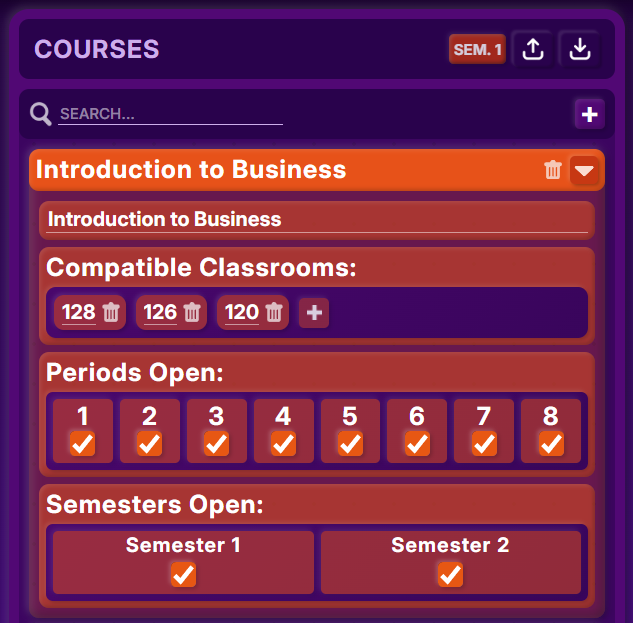 COURSES SEM. 1
SEARCH...
Introduction to Business
Introduction to Business
Compatible Classrooms:
128 126 120
Periods Open:
1 2 3 4 5 6 7 8
Semesters Open:
Semester 1 Semester 2